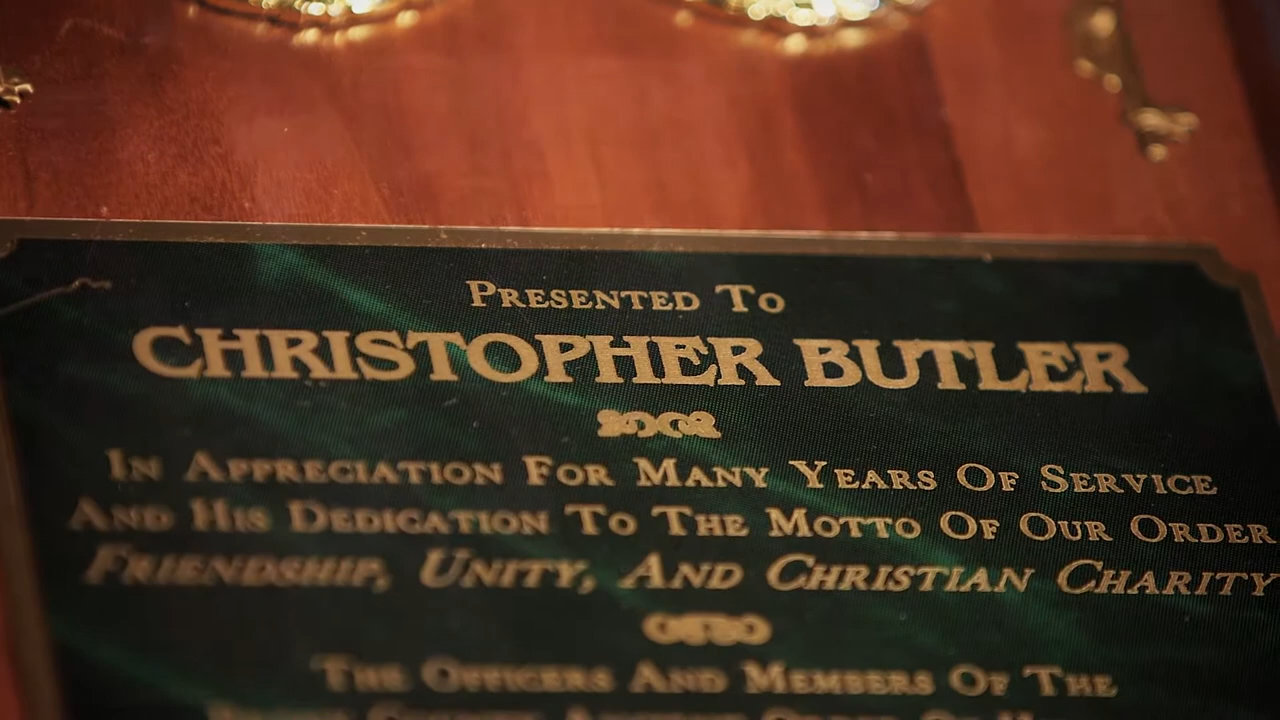 Presented To
CHRISTOPHER BUTLER
In Appreciation For Many Years Of Service
And His Dedication To The Motto Of Our Order
Friendship, Unity, And Christian Charity
The Officers And Members Of The